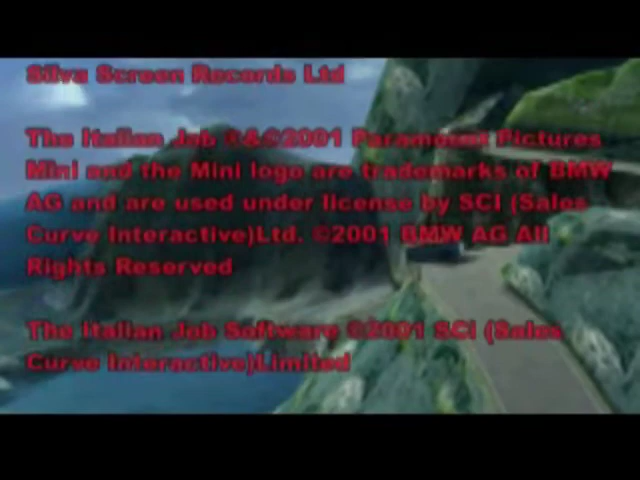 Silva Screen Records Ltd
The Italian Job ®&©2001 Paramount Pictures
Mini and the Mini logo are trademarks of BMW
AG and are used under license by SCI (Sales
Curve Interactive)Ltd. ©2001 BMW AG All
Rights Reserved
The Italian Job Software ©2001 SCI (Sales
Curve Interactive)Limited